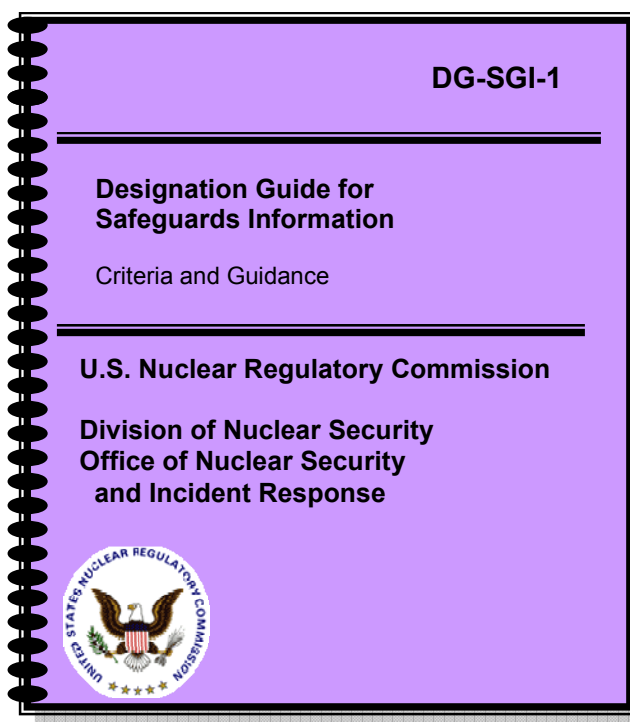 DG-SGI-1
Designation Guide for
Safeguards Information
Criteria and Guidance
U.S. Nuclear Regulatory Commission
Division of Nuclear Security
Office of Nuclear Security
and Incident Response
UNITED STATES NUCLEAR REGULATORY COMMISSION